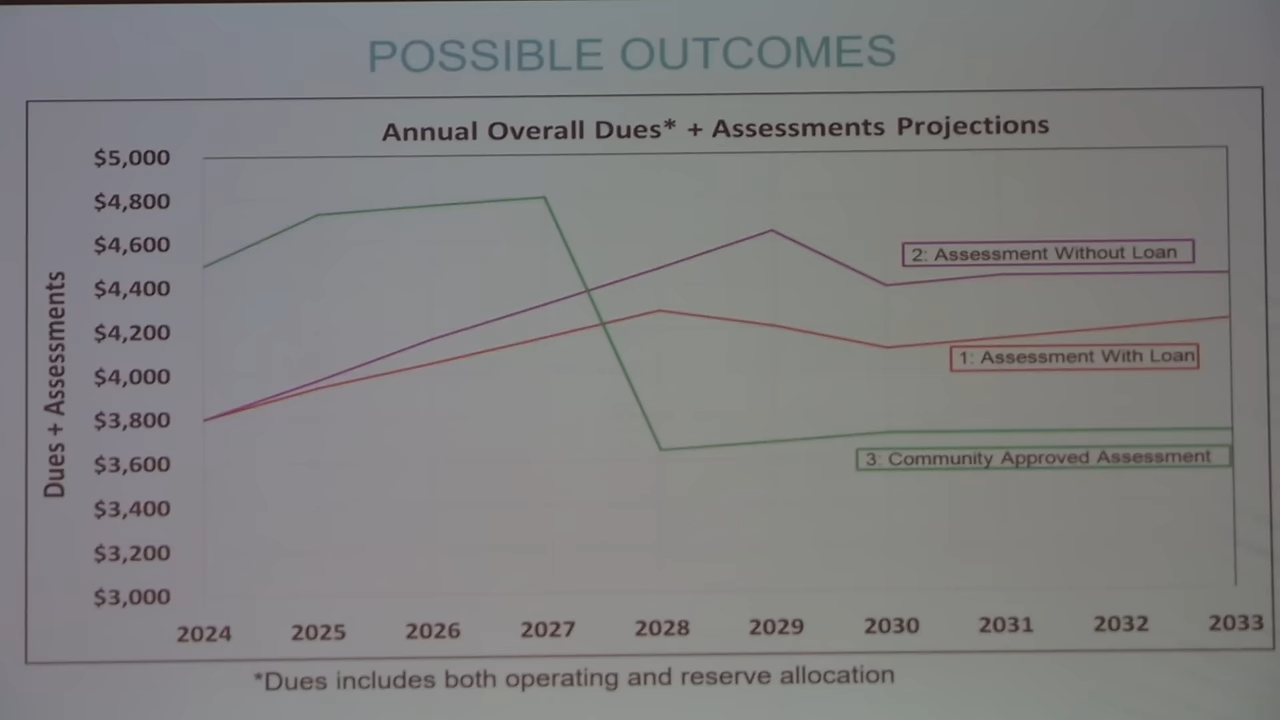 POSSIBLE OUTCOMES
Annual Overall Dues* + Assessments Projections
Dues + Assessments
$5,000
$4,800
$4,600
$4,400
$4,200
$4,000
$3,800
$3,600
$3,400
$3,200
$3,000
2: Assessment Without Loan
1: Assessment With Loan
3: Community Approved Assessment
2024 2025 2026 2027 2028 2029 2030 2031 2032 2033
*Dues includes both operating and reserve allocation